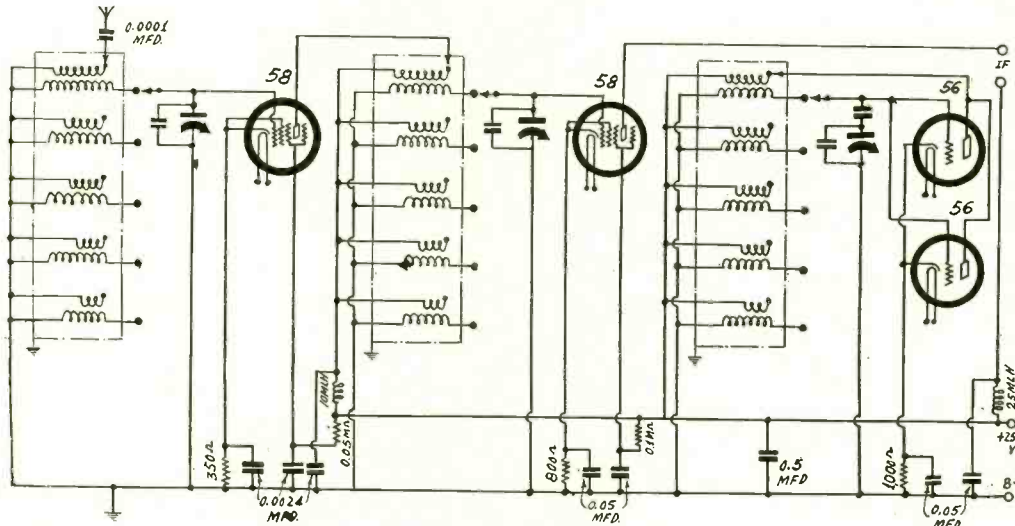 0.0001
MFD.
58
58
56
56
IF
10MLH
0.05MΩ
350Ω
0.0024
MFD.
800Ω
0.05
MFD.
0.1MΩ
0.5
MFD
1000Ω
0.05
MFD
25MLH
+25
V
B-